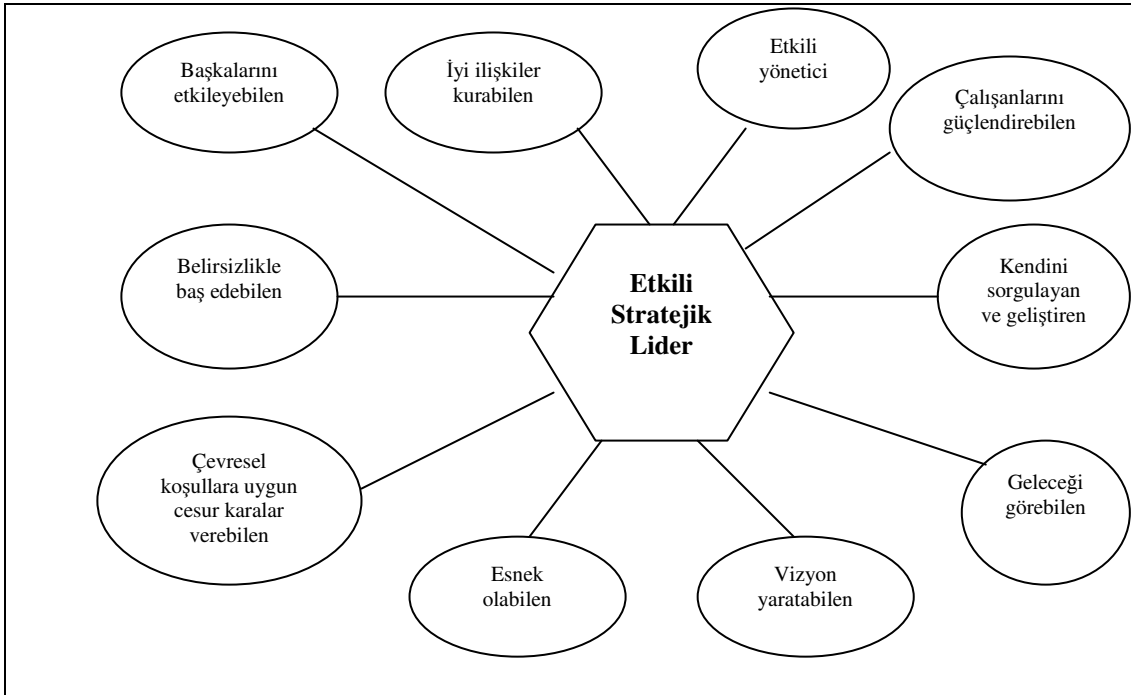 Başkalarını
etkileyebilen
İyi ilişkiler
kurabilen
Etkili
yönetici
Çalışanlarını
güçlendirebilen
Belirsizlikle
baş edebilen
Etkili
Stratejik
Lider
Kendini
sorgulayan
ve geliştiren
Çevresel
koşullara uygun
cesur karalar
verebilen
Geleceği
görebilen
Esnek
olabilen
Vizyon
yaratabilen